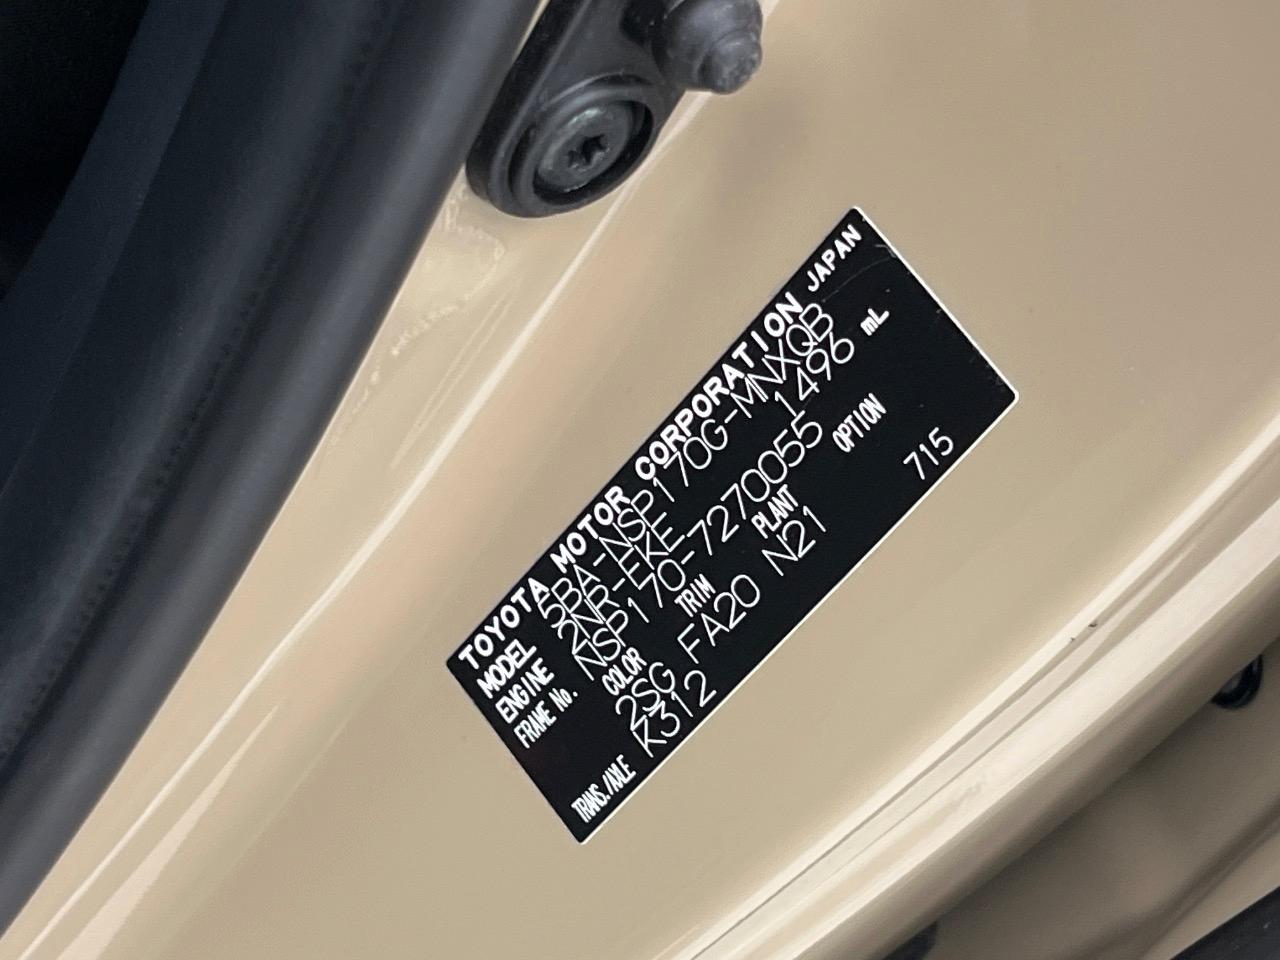 TOYOTA MOTOR CORPORATION JAPAN
MODEL 5BA-NSP170G-MNXQB
ENGINE 2NR-FKE 1496 mL
FRAME No. NSP170-7270055
COLOR TRIM PLANT OPTION
2SG FA20 N21 715
TRANS./AXLE K312